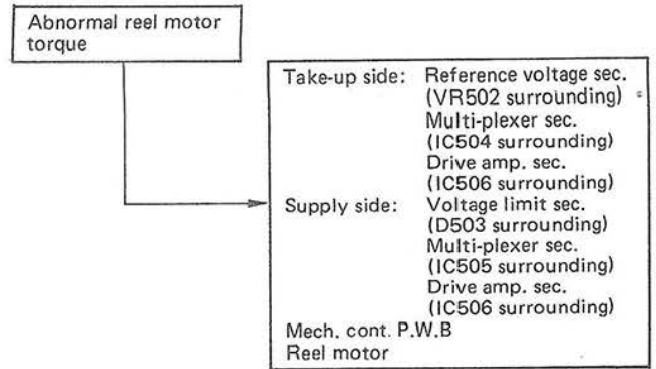 Abnormal reel motor
torque
Take-up side: Reference voltage sec.
(VR502 surrounding)
Multi-plexer sec.
(IC504 surrounding)
Drive amp. sec.
(IC506 surrounding)
Supply side: Voltage limit sec.
(D503 surrounding)
Multi-plexer sec.
(IC505 surrounding)
Drive amp. sec.
(IC506 surrounding)
Mech. cont. P.W.B
Reel motor